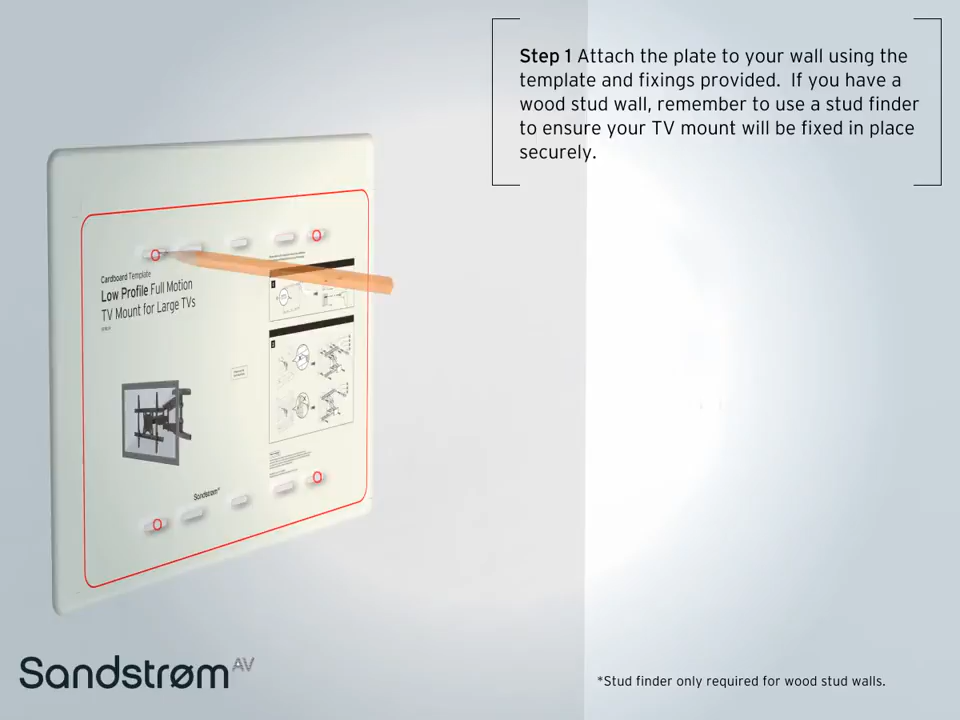 Step 1 Attach the plate to your wall using the
template and fixings provided. If you have a
wood stud wall, remember to use a stud finder
to ensure your TV mount will be fixed in place
securely.
Cardboard Template
Low Profile Full Motion
TV Mount for Large TVs
Sandstrøm
Sandstrøm AV
*Stud finder only required for wood stud walls.